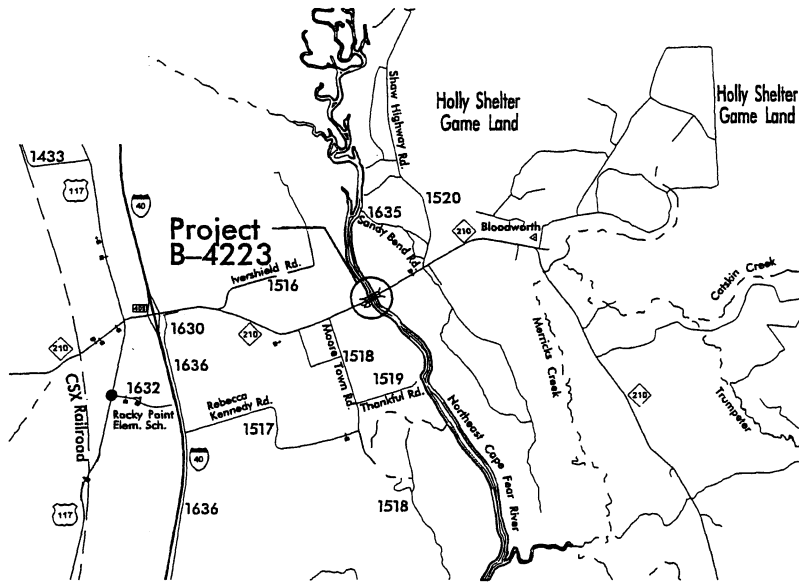 Holly Shelter
Game Land
Holly Shelter
Game Land
Shaw Highway Rd.
1433
117
40
1520
1635
Project
B-4223
Sandy Bend Rd.
210
Bloodworth
Ivershield Rd.
1516
Catskin Creek
1630
210
210
1636
Moore Town Rd.
1518
Merricks Creek
CSX Railroad
1632
Rocky Point
Elem. Sch.
Rebecca
Kennedy Rd.
1519
Thankful Rd.
210
Trumpeter
1517
Northeast Cape Fear River
40
117
1636
1518